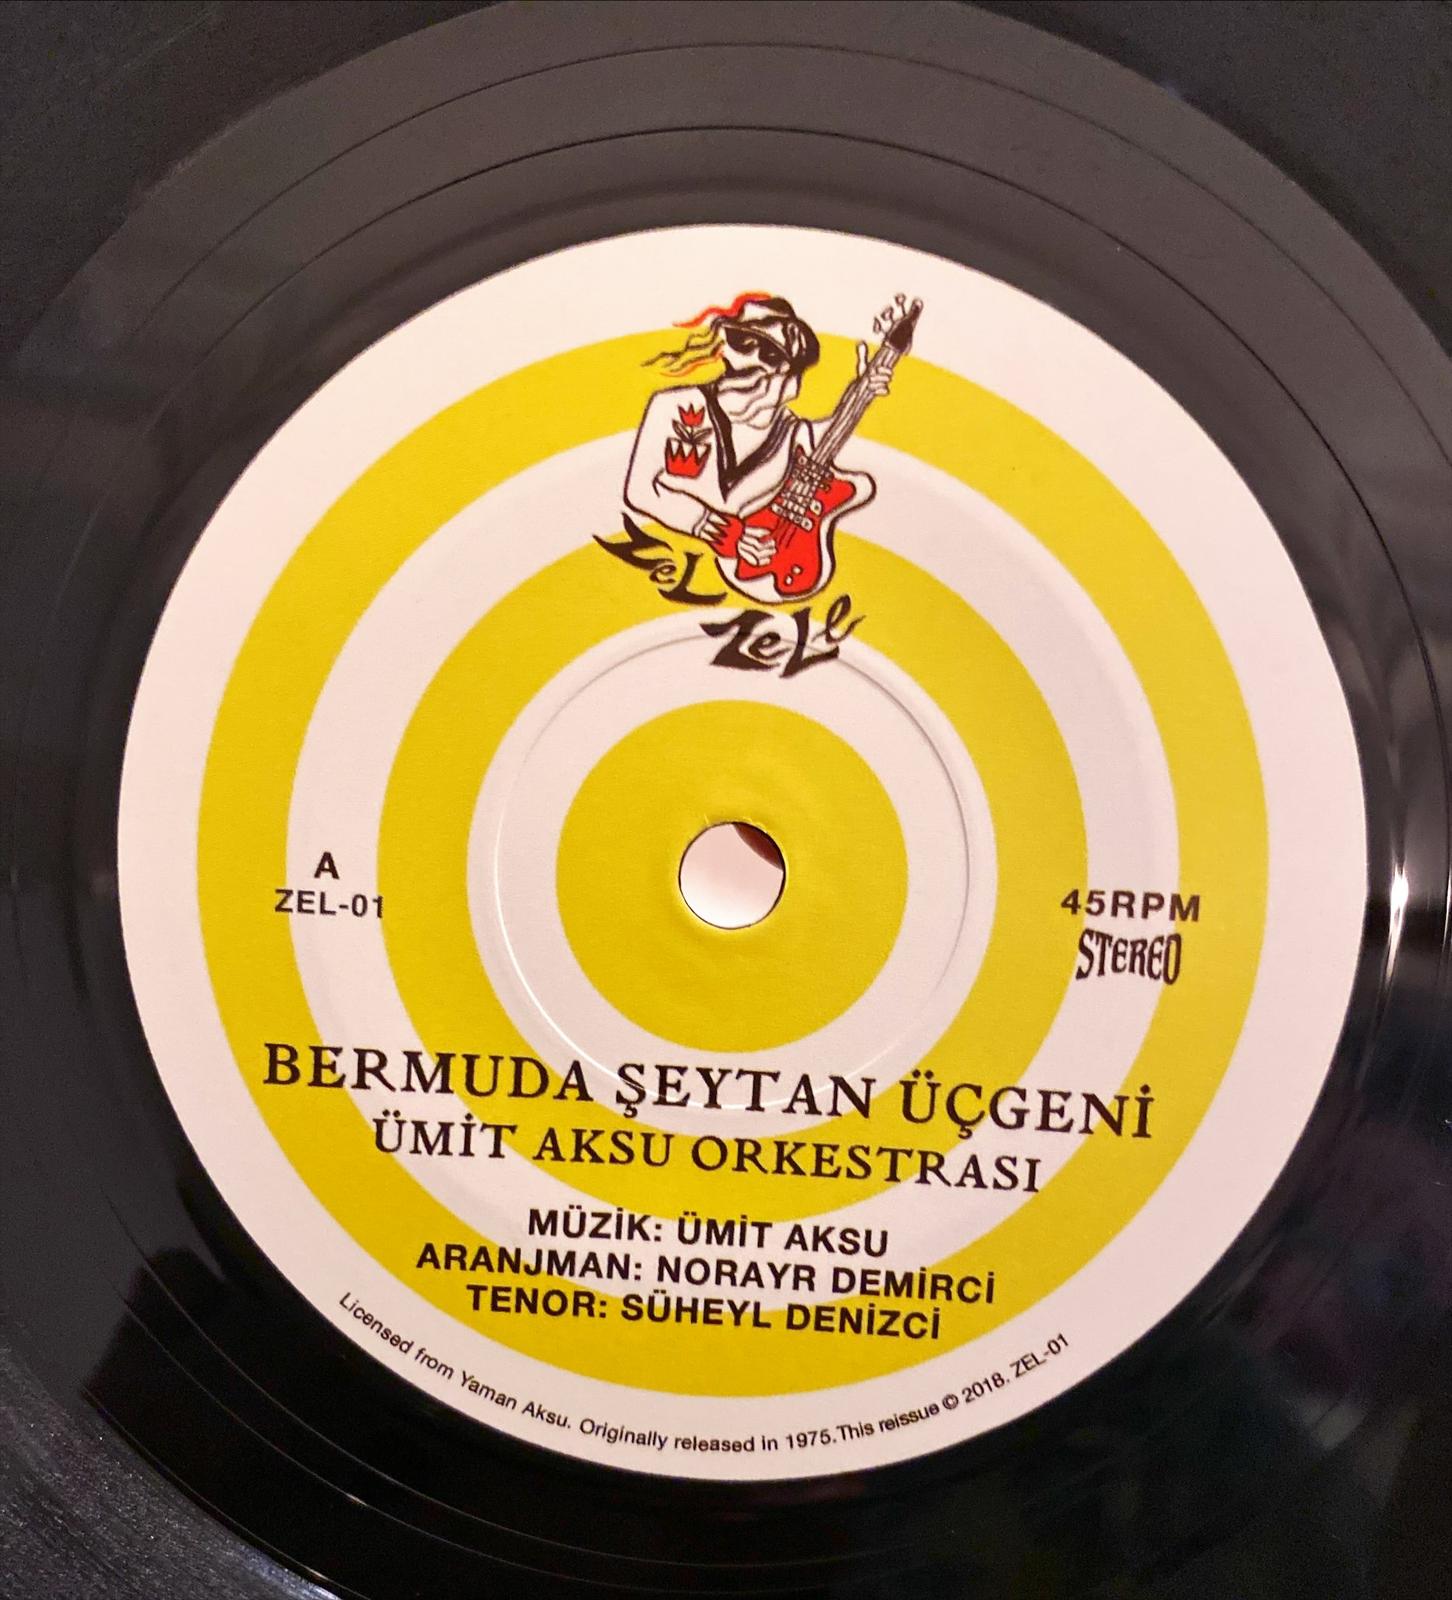 ZeL
ZeLe
A
ZEL-01
45RPM
STEREO
BERMUDA ŞEYTAN ÜÇGENİ
ÜMİT AKSU ORKESTRASI
MÜZİK: ÜMİT AKSU
ARANJMAN: NORAYR DEMİRCİ
TENOR: SÜHEYL DENİZCİ
Licensed from Yaman Aksu. Originally released in 1975.This reissue © 2018. ZEL-01